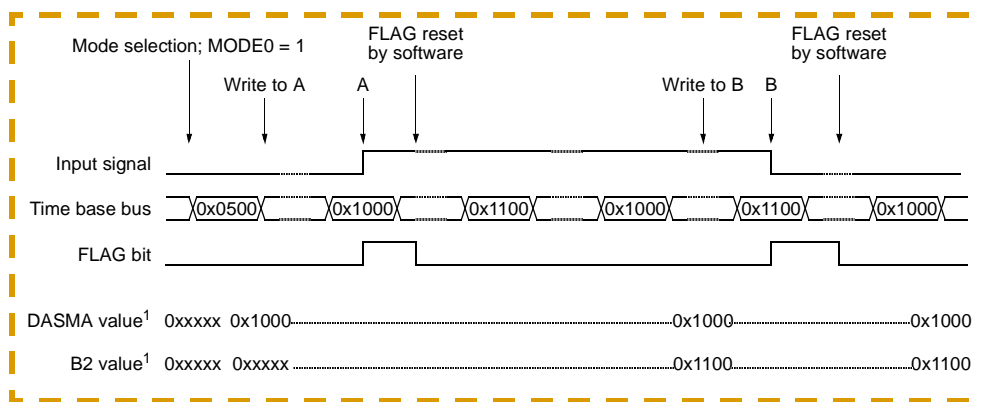 FLAG reset
by software
FLAG reset
by software
Mode selection; MODE0 = 1
Write to A A Write to B B
Input signal
Time base bus 0x0500 0x1000 0x1100 0x1000 0x1100 0x1000
FLAG bit
DASMA value1 0xxxxx 0x1000 0x1000 0x1000
B2 value1 0xxxxx 0xxxxx 0x1100 0x1100